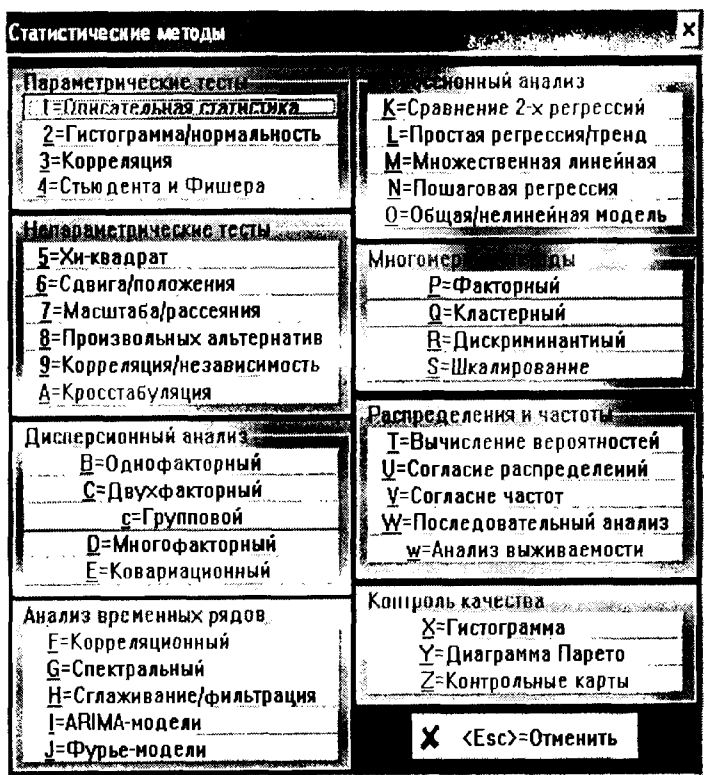 Статистические методы
Параметрические тесты
1=Описательная статистика
2=Гистограмма/нормальность
3=Корреляция
4=Стьюдента и Фишера
Непараметрические тесты
5=Хи-квадрат
6=Сдвига/положения
7=Масштаба/рассеяния
8=Произвольных альтернатив
9=Корреляция/независимость
A=Кросстабуляция
Дисперсионный анализ
B=Однофакторный
C=Двухфакторный
c=Групповой
D=Многофакторный
E=Ковариационный
Анализ временных рядов
F=Корреляционный
G=Спектральный
H=Сглаживание/фильтрация
I=ARIMA-модели
J=Фурье-модели
анализ
K=Сравнение 2-х регрессий
L=Простая регрессия/тренд
M=Множественная линейная
N=Пошаговая регрессия
O=Общая/нелинейная модель
P=Факторный
Q=Кластерный
R=Дискриминантный
S=Шкалирование
Распределения и частоты
T=Вычисление вероятностей
U=Согласие распределений
V=Согласие частот
W=Последовательный анализ
w=Анализ выживаемости
Контроль качества
X=Гистограмма
Y=Диаграмма Парето
Z=Контрольные карты
X <Esc>=Отменить